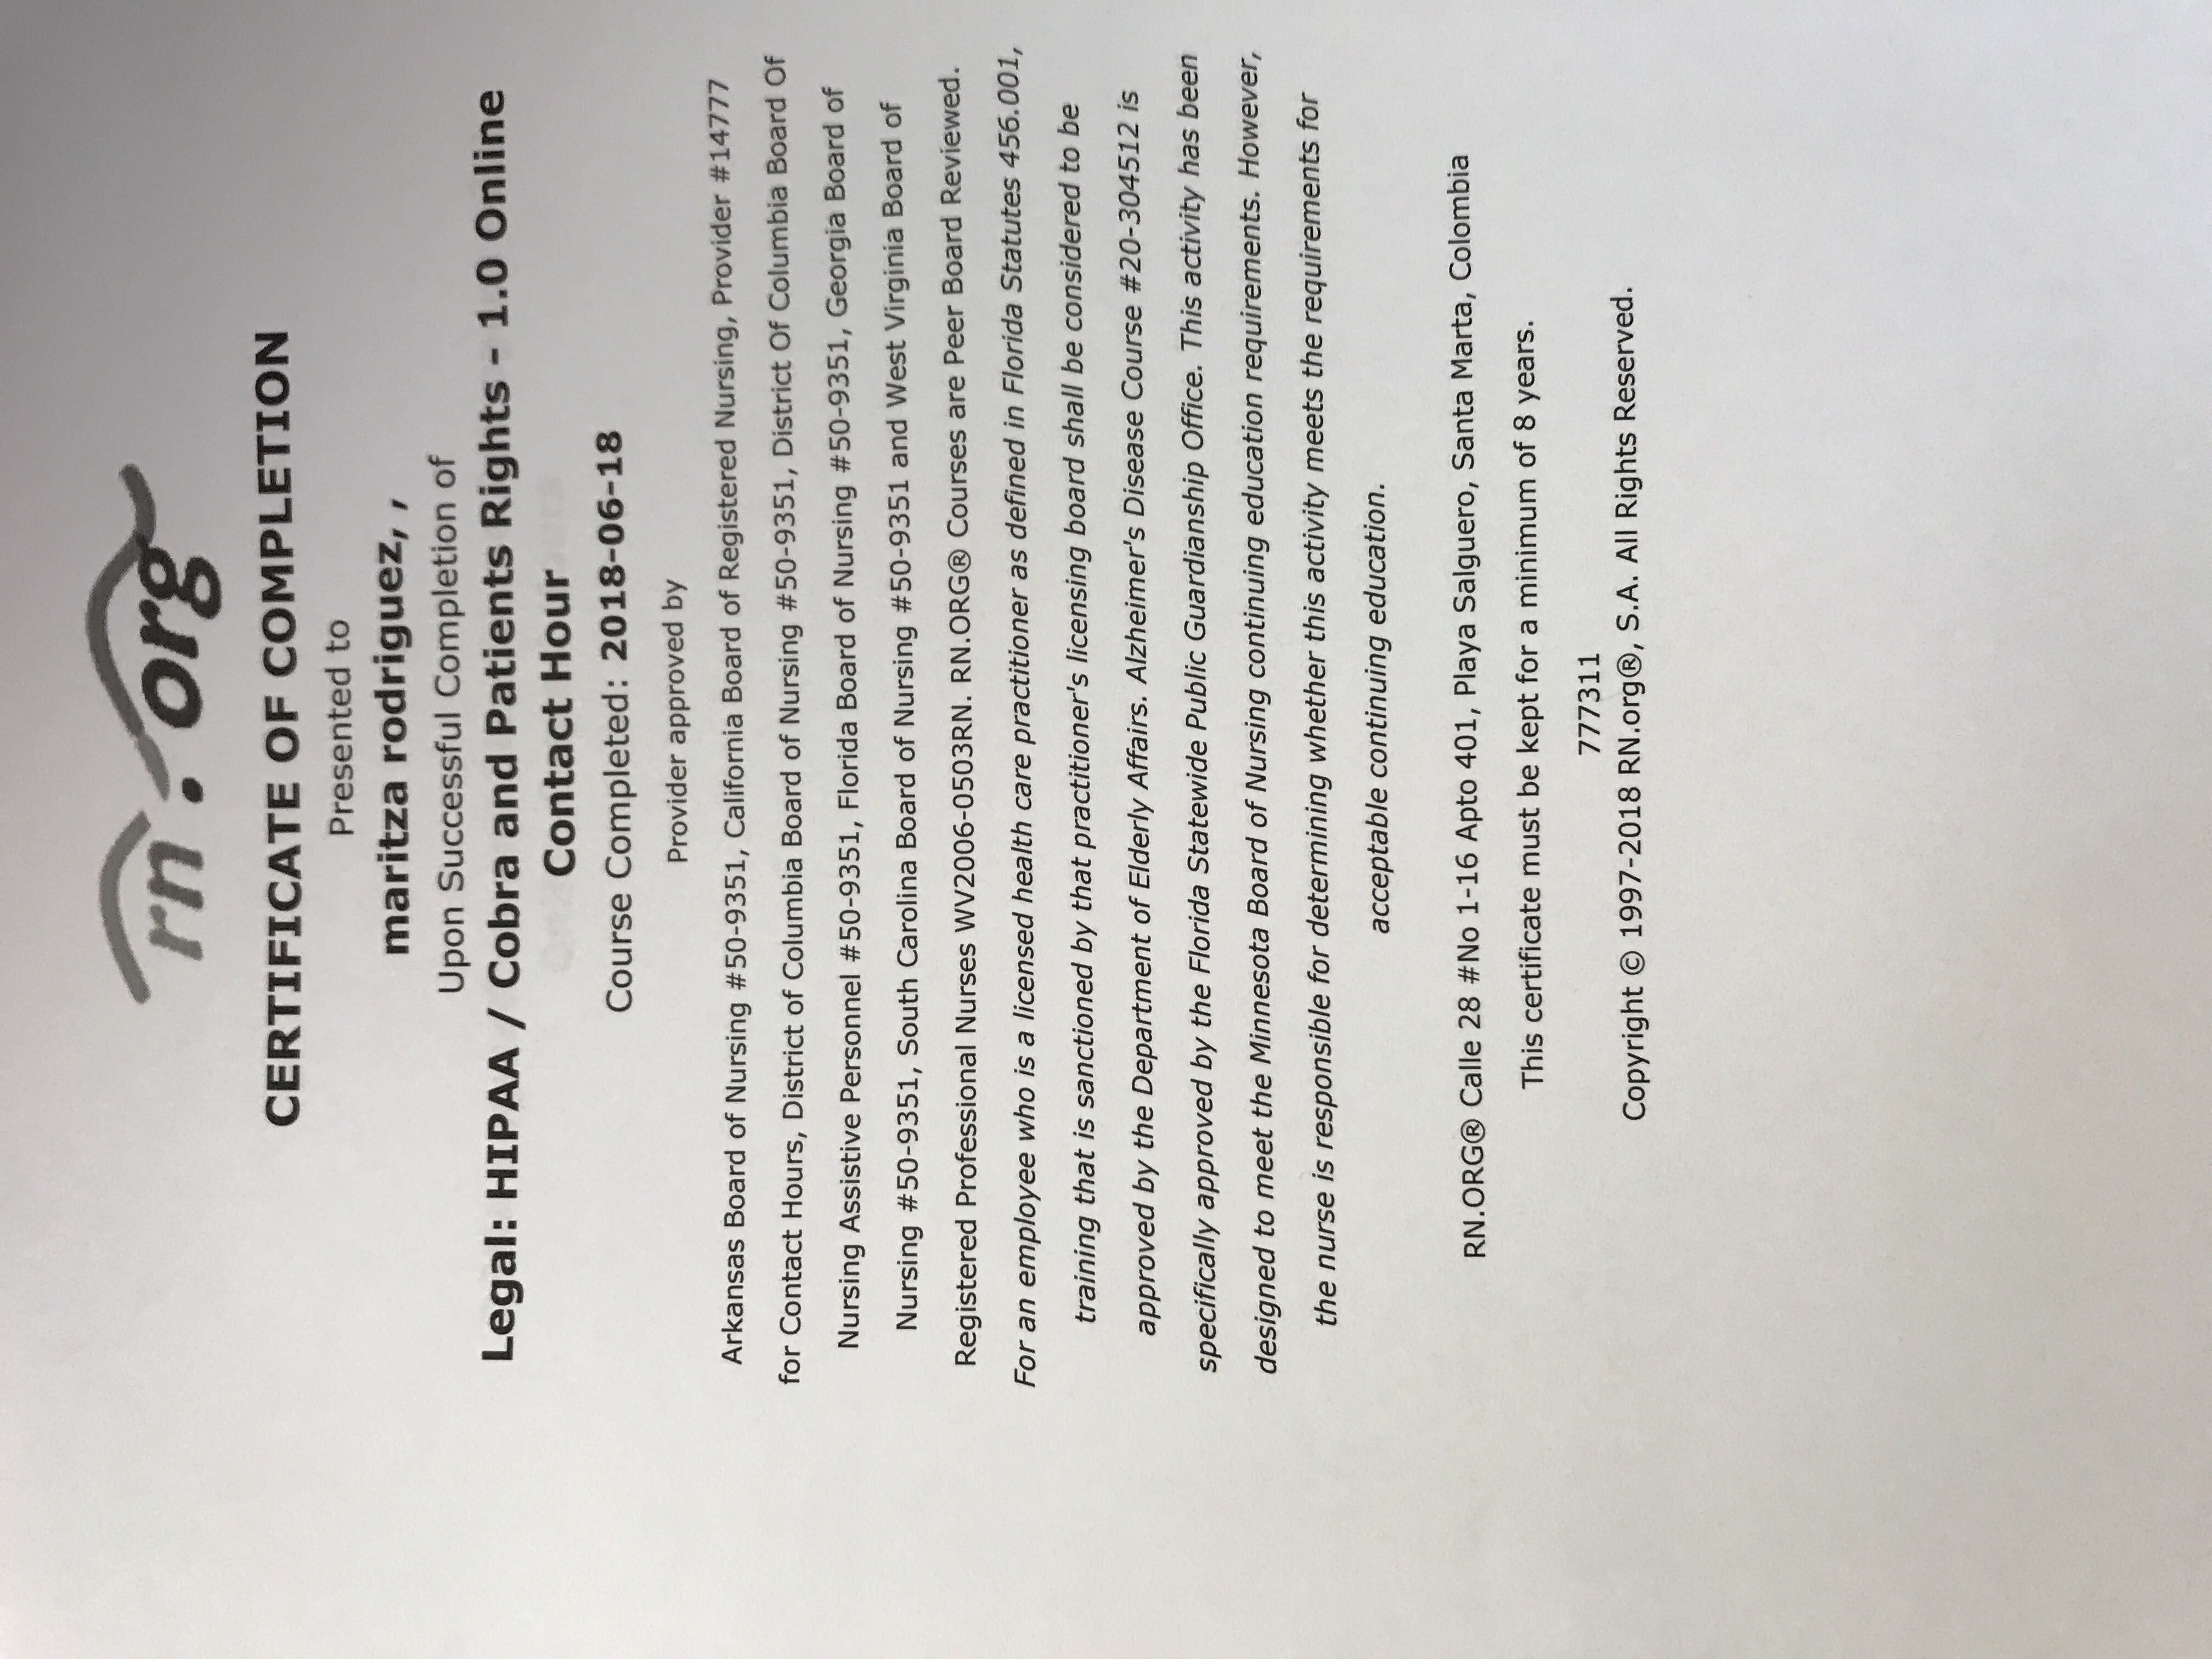 rn.org
CERTIFICATE OF COMPLETION
Presented to
maritza rodriguez, ,
Upon Successful Completion of
Legal: HIPAA / Cobra and Patients Rights - 1.0 Online
Contact Hour
Course Completed: 2018-06-18
Provider approved by
Arkansas Board of Nursing #50-9351, California Board of Registered Nursing, Provider #14777
for Contact Hours, District of Columbia Board of Nursing #50-9351, District Of Columbia Board Of
Nursing Assistive Personnel #50-9351, Florida Board of Nursing #50-9351, Georgia Board of
Nursing #50-9351, South Carolina Board of Nursing #50-9351 and West Virginia Board of
Registered Professional Nurses WV2006-0503RN. RN.ORG® Courses are Peer Board Reviewed.
For an employee who is a licensed health care practitioner as defined in Florida Statutes 456.001,
training that is sanctioned by that practitioner's licensing board shall be considered to be
approved by the Department of Elderly Affairs. Alzheimer's Disease Course #20-304512 is
specifically approved by the Florida Statewide Public Guardianship Office. This activity has been
designed to meet the Minnesota Board of Nursing continuing education requirements. However,
the nurse is responsible for determining whether this activity meets the requirements for
acceptable continuing education.
RN.ORG® Calle 28 #No 1-16 Apto 401, Playa Salguero, Santa Marta, Colombia
This certificate must be kept for a minimum of 8 years.
777311
Copyright © 1997-2018 RN.org®, S.A. All Rights Reserved.